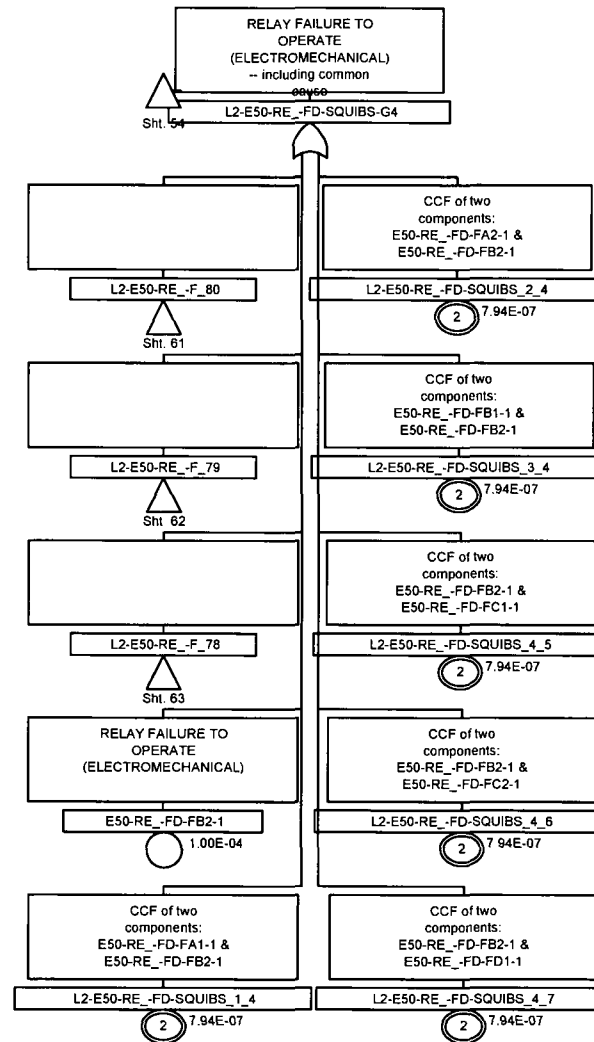 RELAY FAILURE TO
OPERATE
(ELECTROMECHANICAL)
-- including common
cause
L2-E50-RE_-FD-SQUIBS-G4
Sht. 54
L2-E50-RE_-F_80
Sht. 61
CCF of two
components:
E50-RE_-FD-FA2-1 &
E50-RE_-FD-FB2-1
L2-E50-RE_-FD-SQUIBS_2_4
2
7.94E-07
L2-E50-RE_-F_79
Sht. 62
CCF of two
components:
E50-RE_-FD-FB1-1 &
E50-RE_-FD-FB2-1
L2-E50-RE_-FD-SQUIBS_3_4
2
7.94E-07
L2-E50-RE_-F_78
Sht. 63
CCF of two
components:
E50-RE_-FD-FB2-1 &
E50-RE_-FD-FC1-1
L2-E50-RE_-FD-SQUIBS_4_5
2
7.94E-07
RELAY FAILURE TO
OPERATE
(ELECTROMECHANICAL)
E50-RE_-FD-FB2-1
1.00E-04
CCF of two
components:
E50-RE_-FD-FB2-1 &
E50-RE_-FD-FC2-1
L2-E50-RE_-FD-SQUIBS_4_6
2
7.94E-07
CCF of two
components:
E50-RE_-FD-FA1-1 &
E50-RE_-FD-FB2-1
L2-E50-RE_-FD-SQUIBS_1_4
2
7.94E-07
CCF of two
components:
E50-RE_-FD-FB2-1 &
E50-RE_-FD-FD1-1
L2-E50-RE_-FD-SQUIBS_4_7
2
7.94E-07